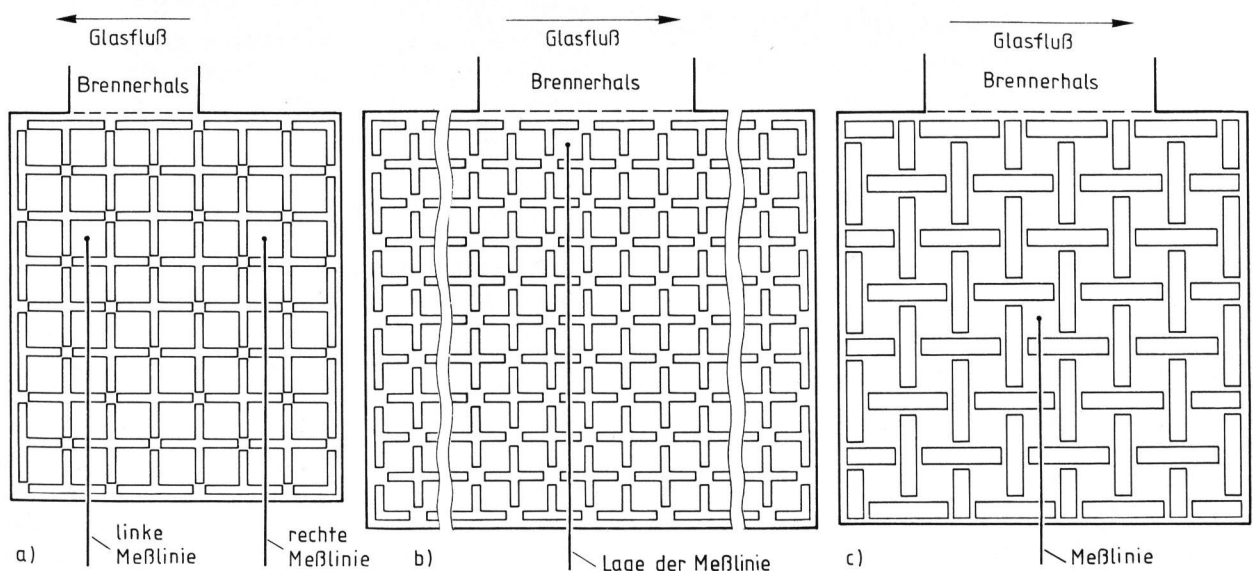 Glasfluß
Brennerhals
linke
Meßlinie
rechte
Meßlinie
a)
Glasfluß
Brennerhals
Lage der Meßlinie
b)
Glasfluß
Brennerhals
Meßlinie
c)